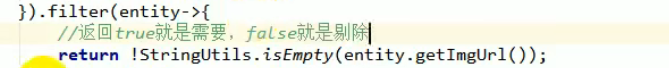 }).filter(entity->{
//返回true就是需要，false就是剔除
return !StringUtils.isEmpty(entity.getImgUrl());